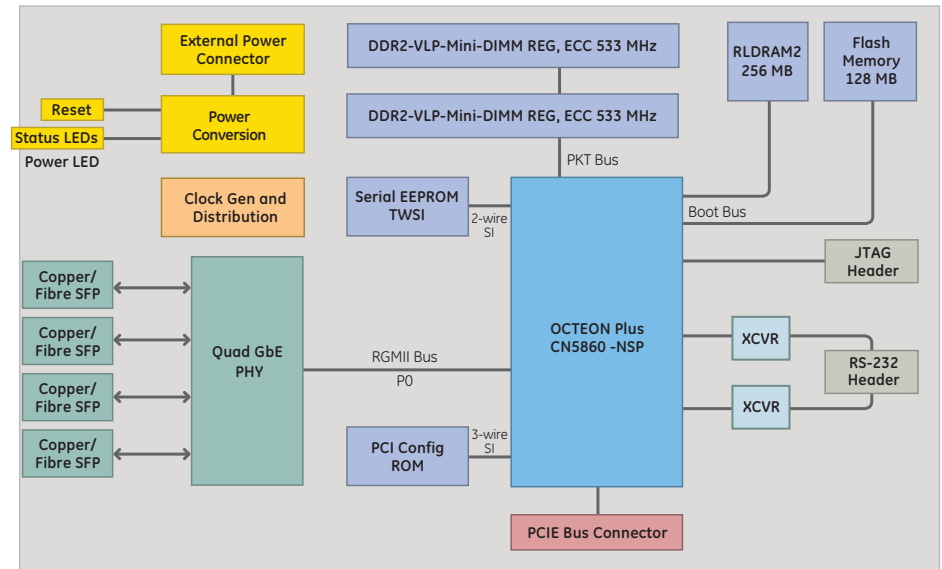 External Power
Connector
DDR2-VLP-Mini-DIMM REG, ECC 533 MHz
RLDRAM2
256 MB
Flash
Memory
128 MB
Reset
Status LEDs
Power LED
Power
Conversion
DDR2-VLP-Mini-DIMM REG, ECC 533 MHz
PKT Bus
Clock Gen and
Distribution
Serial EEPROM
TWSI
2-wire
SI
Boot Bus
JTAG
Header
Copper/
Fibre SFP
Copper/
Fibre SFP
Copper/
Fibre SFP
Copper/
Fibre SFP
Quad GbE
PHY
RGMII Bus
P0
OCTEON Plus
CN5860 -NSP
XCVR
XCVR
RS-232
Header
PCI Config
ROM
3-wire
SI
PCIE Bus Connector